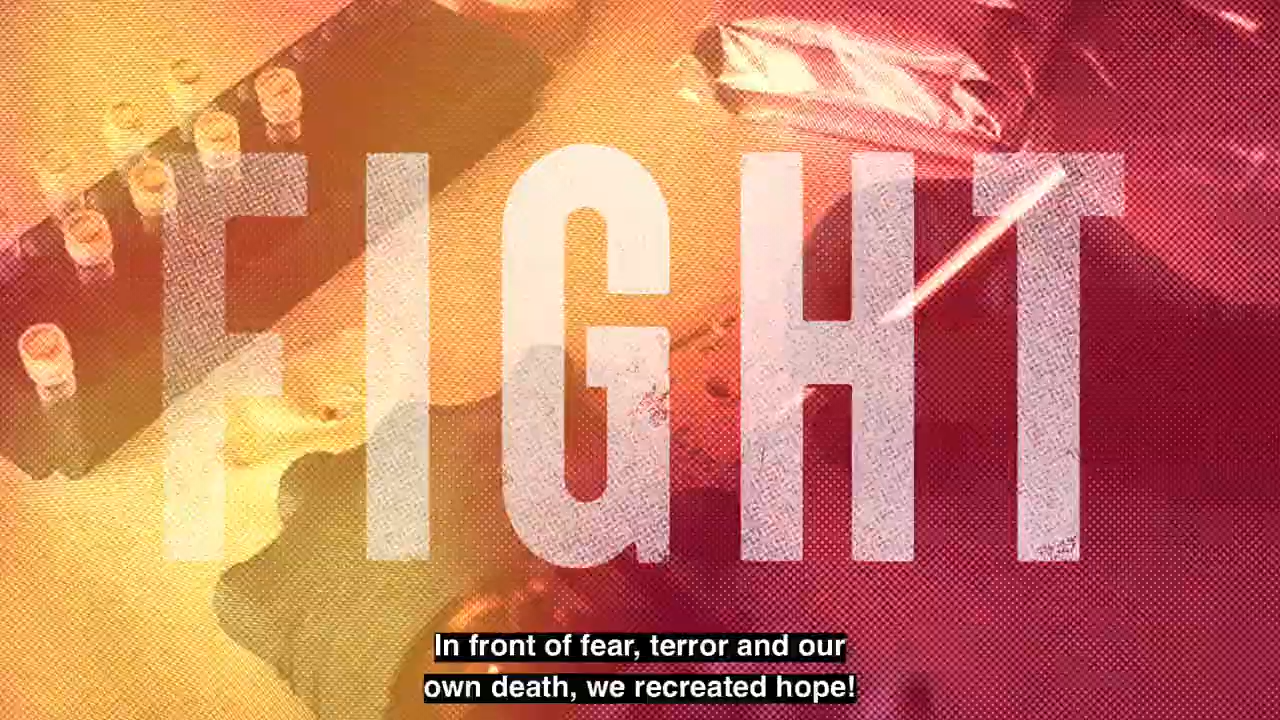 FIGHT
In front of fear, terror and our
own death, we recreated hope!